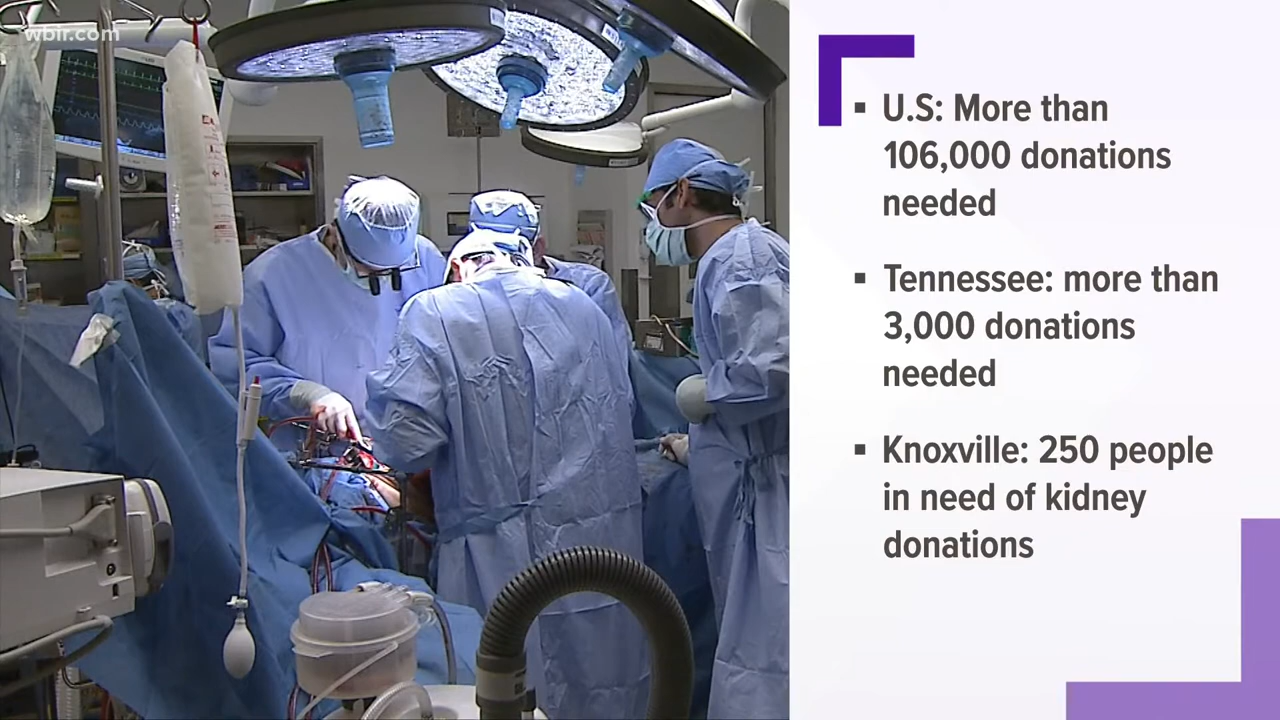 wbir.com
▪ U.S: More than
106,000 donations
needed
▪ Tennessee: more than
3,000 donations
needed
▪ Knoxville: 250 people
in need of kidney
donations